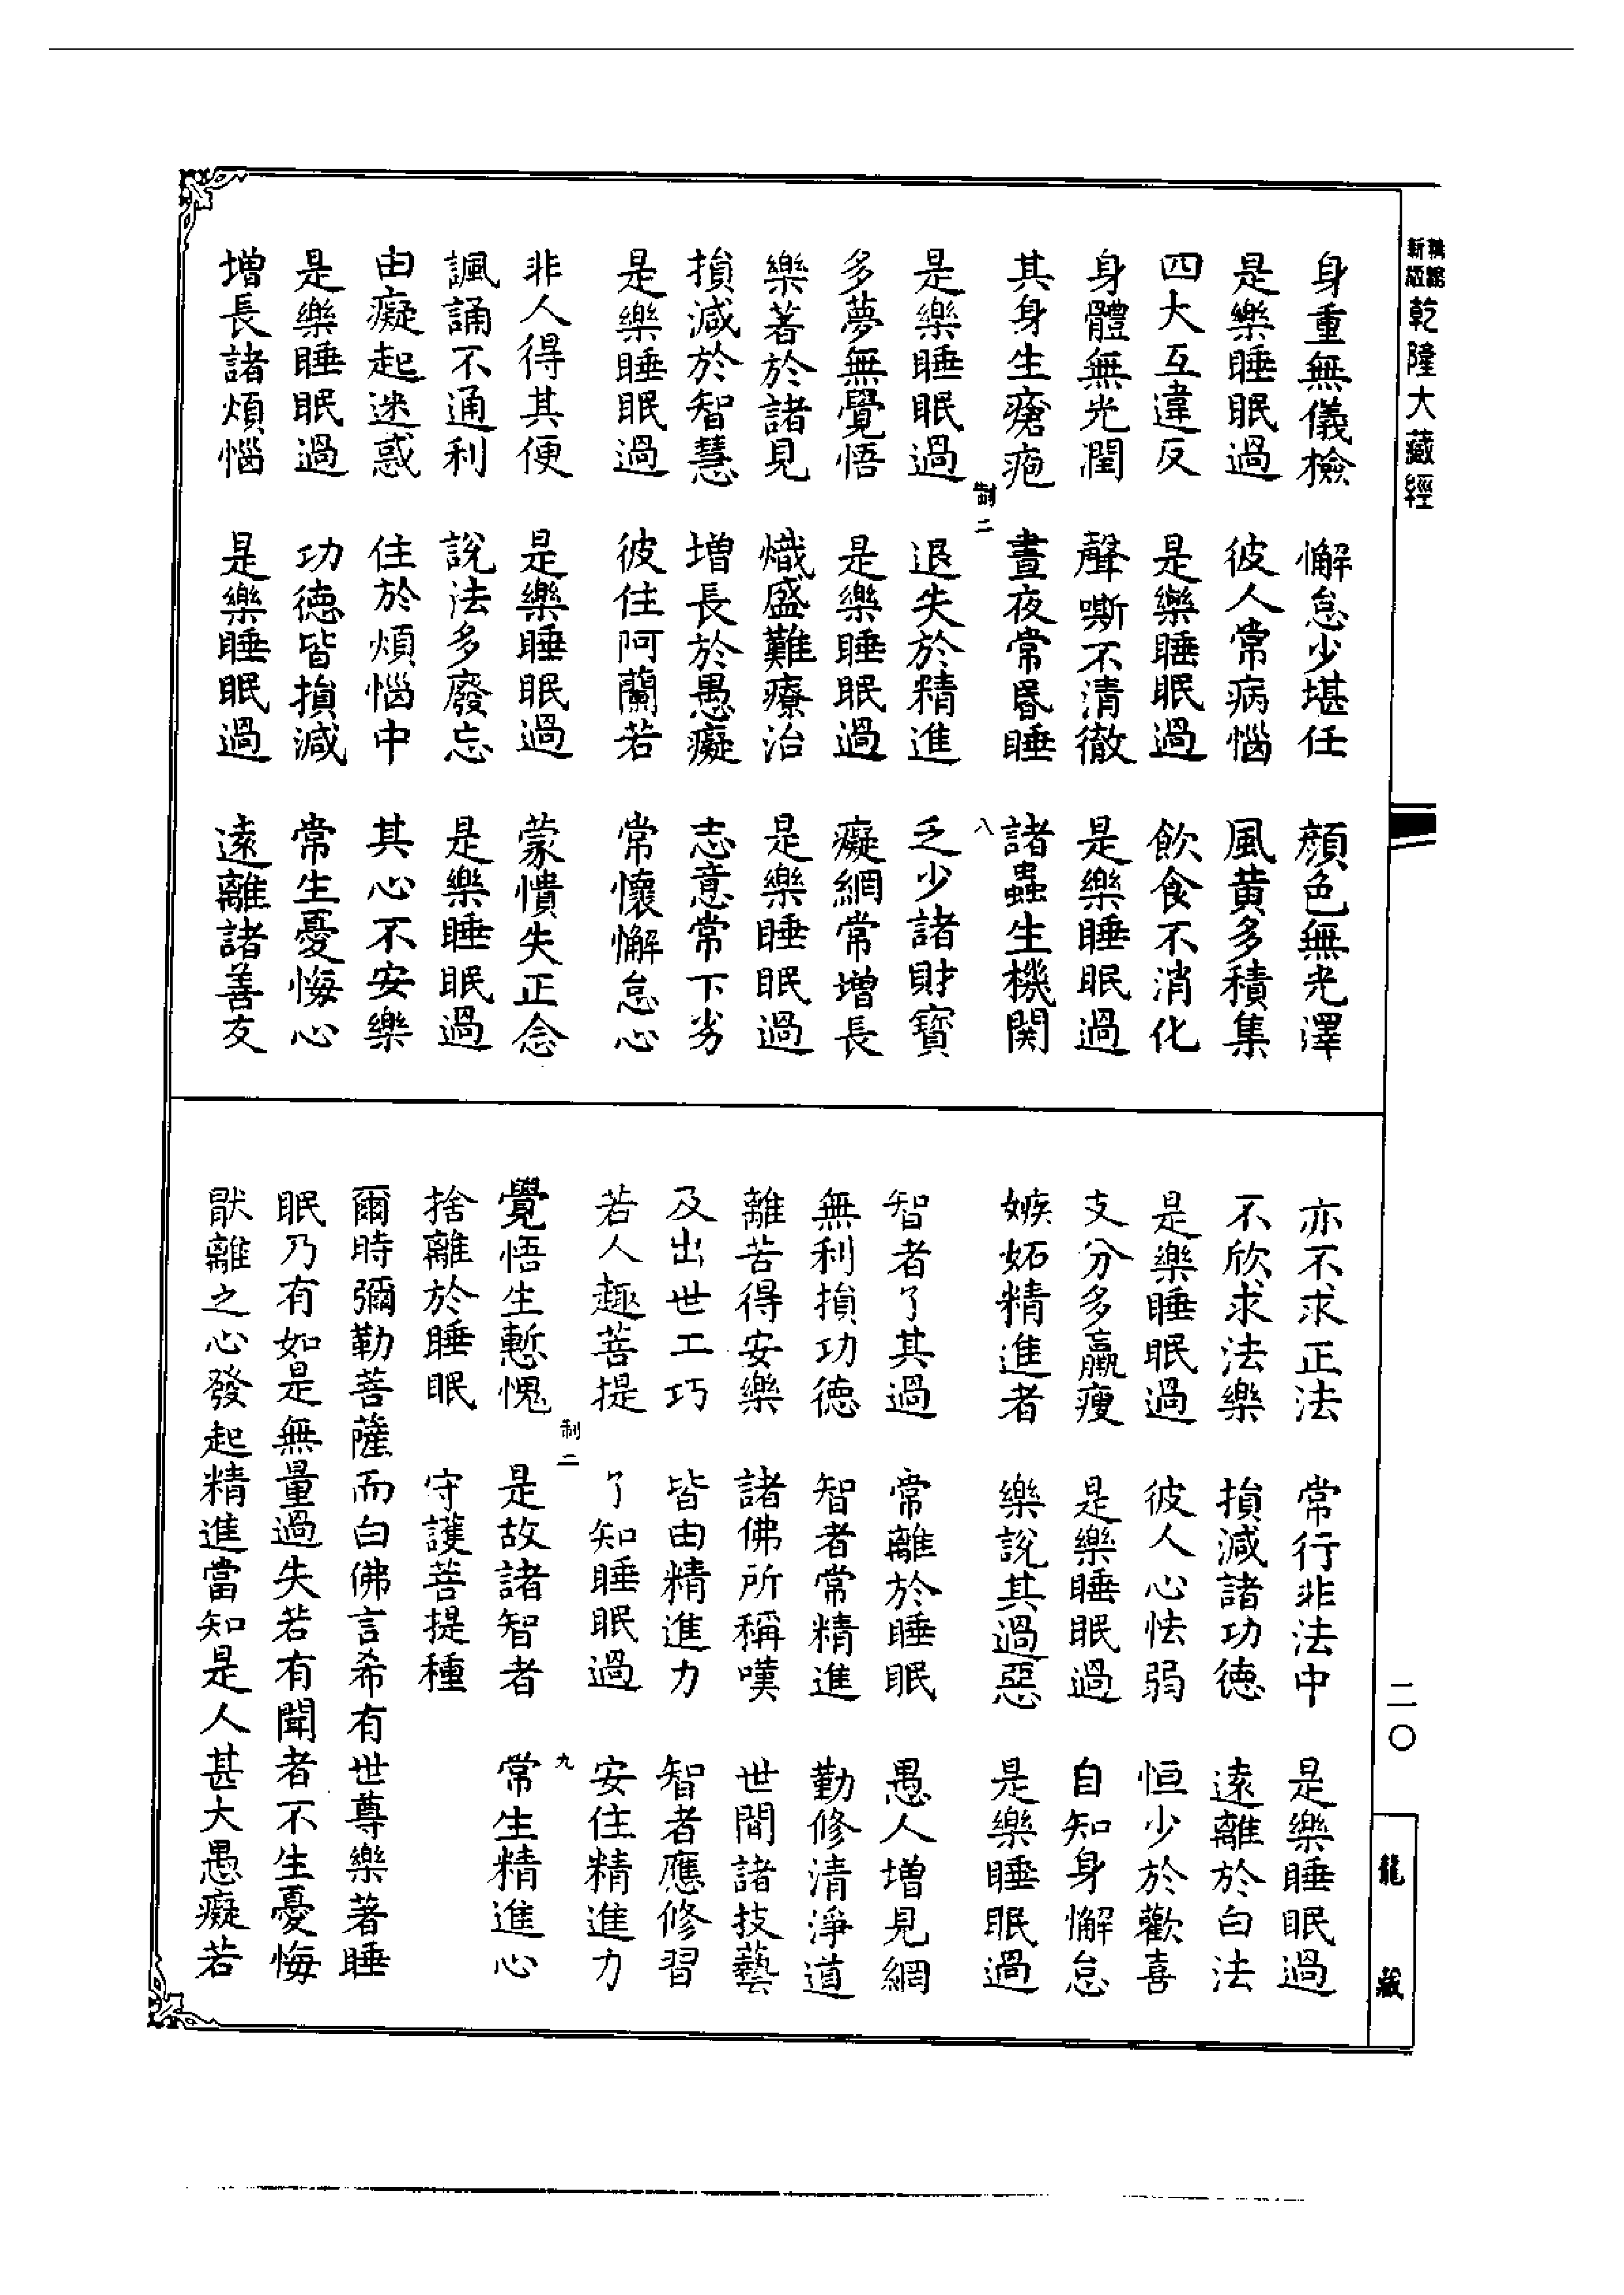 乾隆大藏經
身重無儀檢　懈怠少堪任　顏色無光澤
是樂睡眠過　彼人常病惱　風黃多積集
四大互違反　是樂睡眠過　飲食不消化
身體無光潤　聲嘶不清徹　是樂睡眠過
其身生瘡疱　晝夜常昏睡　諸蟲生機関
制二　八
是樂睡眠過　退失於精進　乏少諸財寶
多夢無覺悟　是樂睡眠過　癡網常增長
樂著於諸見　熾盛難療治　是樂睡眠過
損減於智慧　增長於愚癡　志意常下劣
是樂睡眠過　彼住阿蘭若　常懷懈怠心
非人得其便　是樂睡眠過　蒙憒失正念
諷誦不通利　說法多廢忘　是樂睡眠過
由癡起迷惑　住於煩惱中　其心不安樂
是樂睡眠過　功德皆損減　常生憂悔心
增長諸煩惱　是樂睡眠過　遠離諸善友
亦不求正法　常行非法中　是樂睡眠過
不欣求法樂　損減諸功德　遠離於白法
是樂睡眠過　彼人心怯弱　恒少於歡喜
支分多羸瘦　是樂睡眠過　自知身懈怠
嫉妬精進者　樂說其過惡　是樂睡眠過
智者了其過　常離於睡眠　愚人增見網
無利損功德　智者常精進　勤修清淨道
離苦得安樂　諸佛所稱嘆　世間諸技藝
及出世工巧　皆由精進力　智者應修習
若人趣菩提　了知睡眠過　安住精進力
制二　九
覺悟生慙愧　是故諸智者　常生精進心
捨離於睡眠　守護菩提種
爾時彌勒菩薩而白佛言希有世尊樂著睡
眠乃有如是無量過失若有聞者不生憂悔
猒離之心發起精進當知是人甚大愚癡若
二〇
龍藏